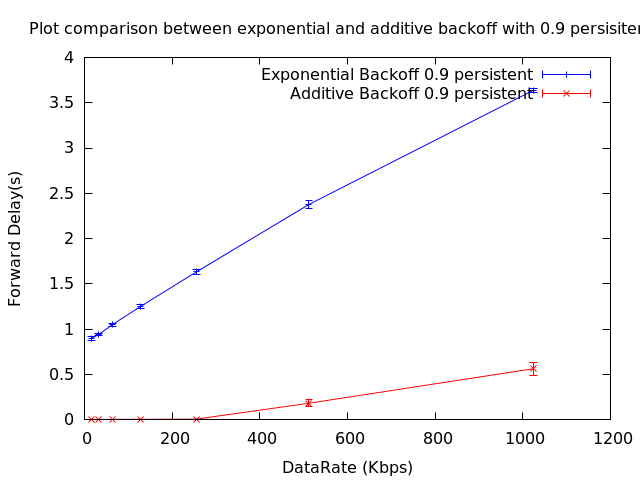 Plot comparison between exponential and additive backoff with 0.9
Exponential Backoff 0.9 persistent
Additive Backoff 0.9 persistent
4
3.5
3
2.5
2
1.5
1
0.5
0
Forward Delay(s)
0 200 400 600 800 1000 1200
DataRate (Kbps)